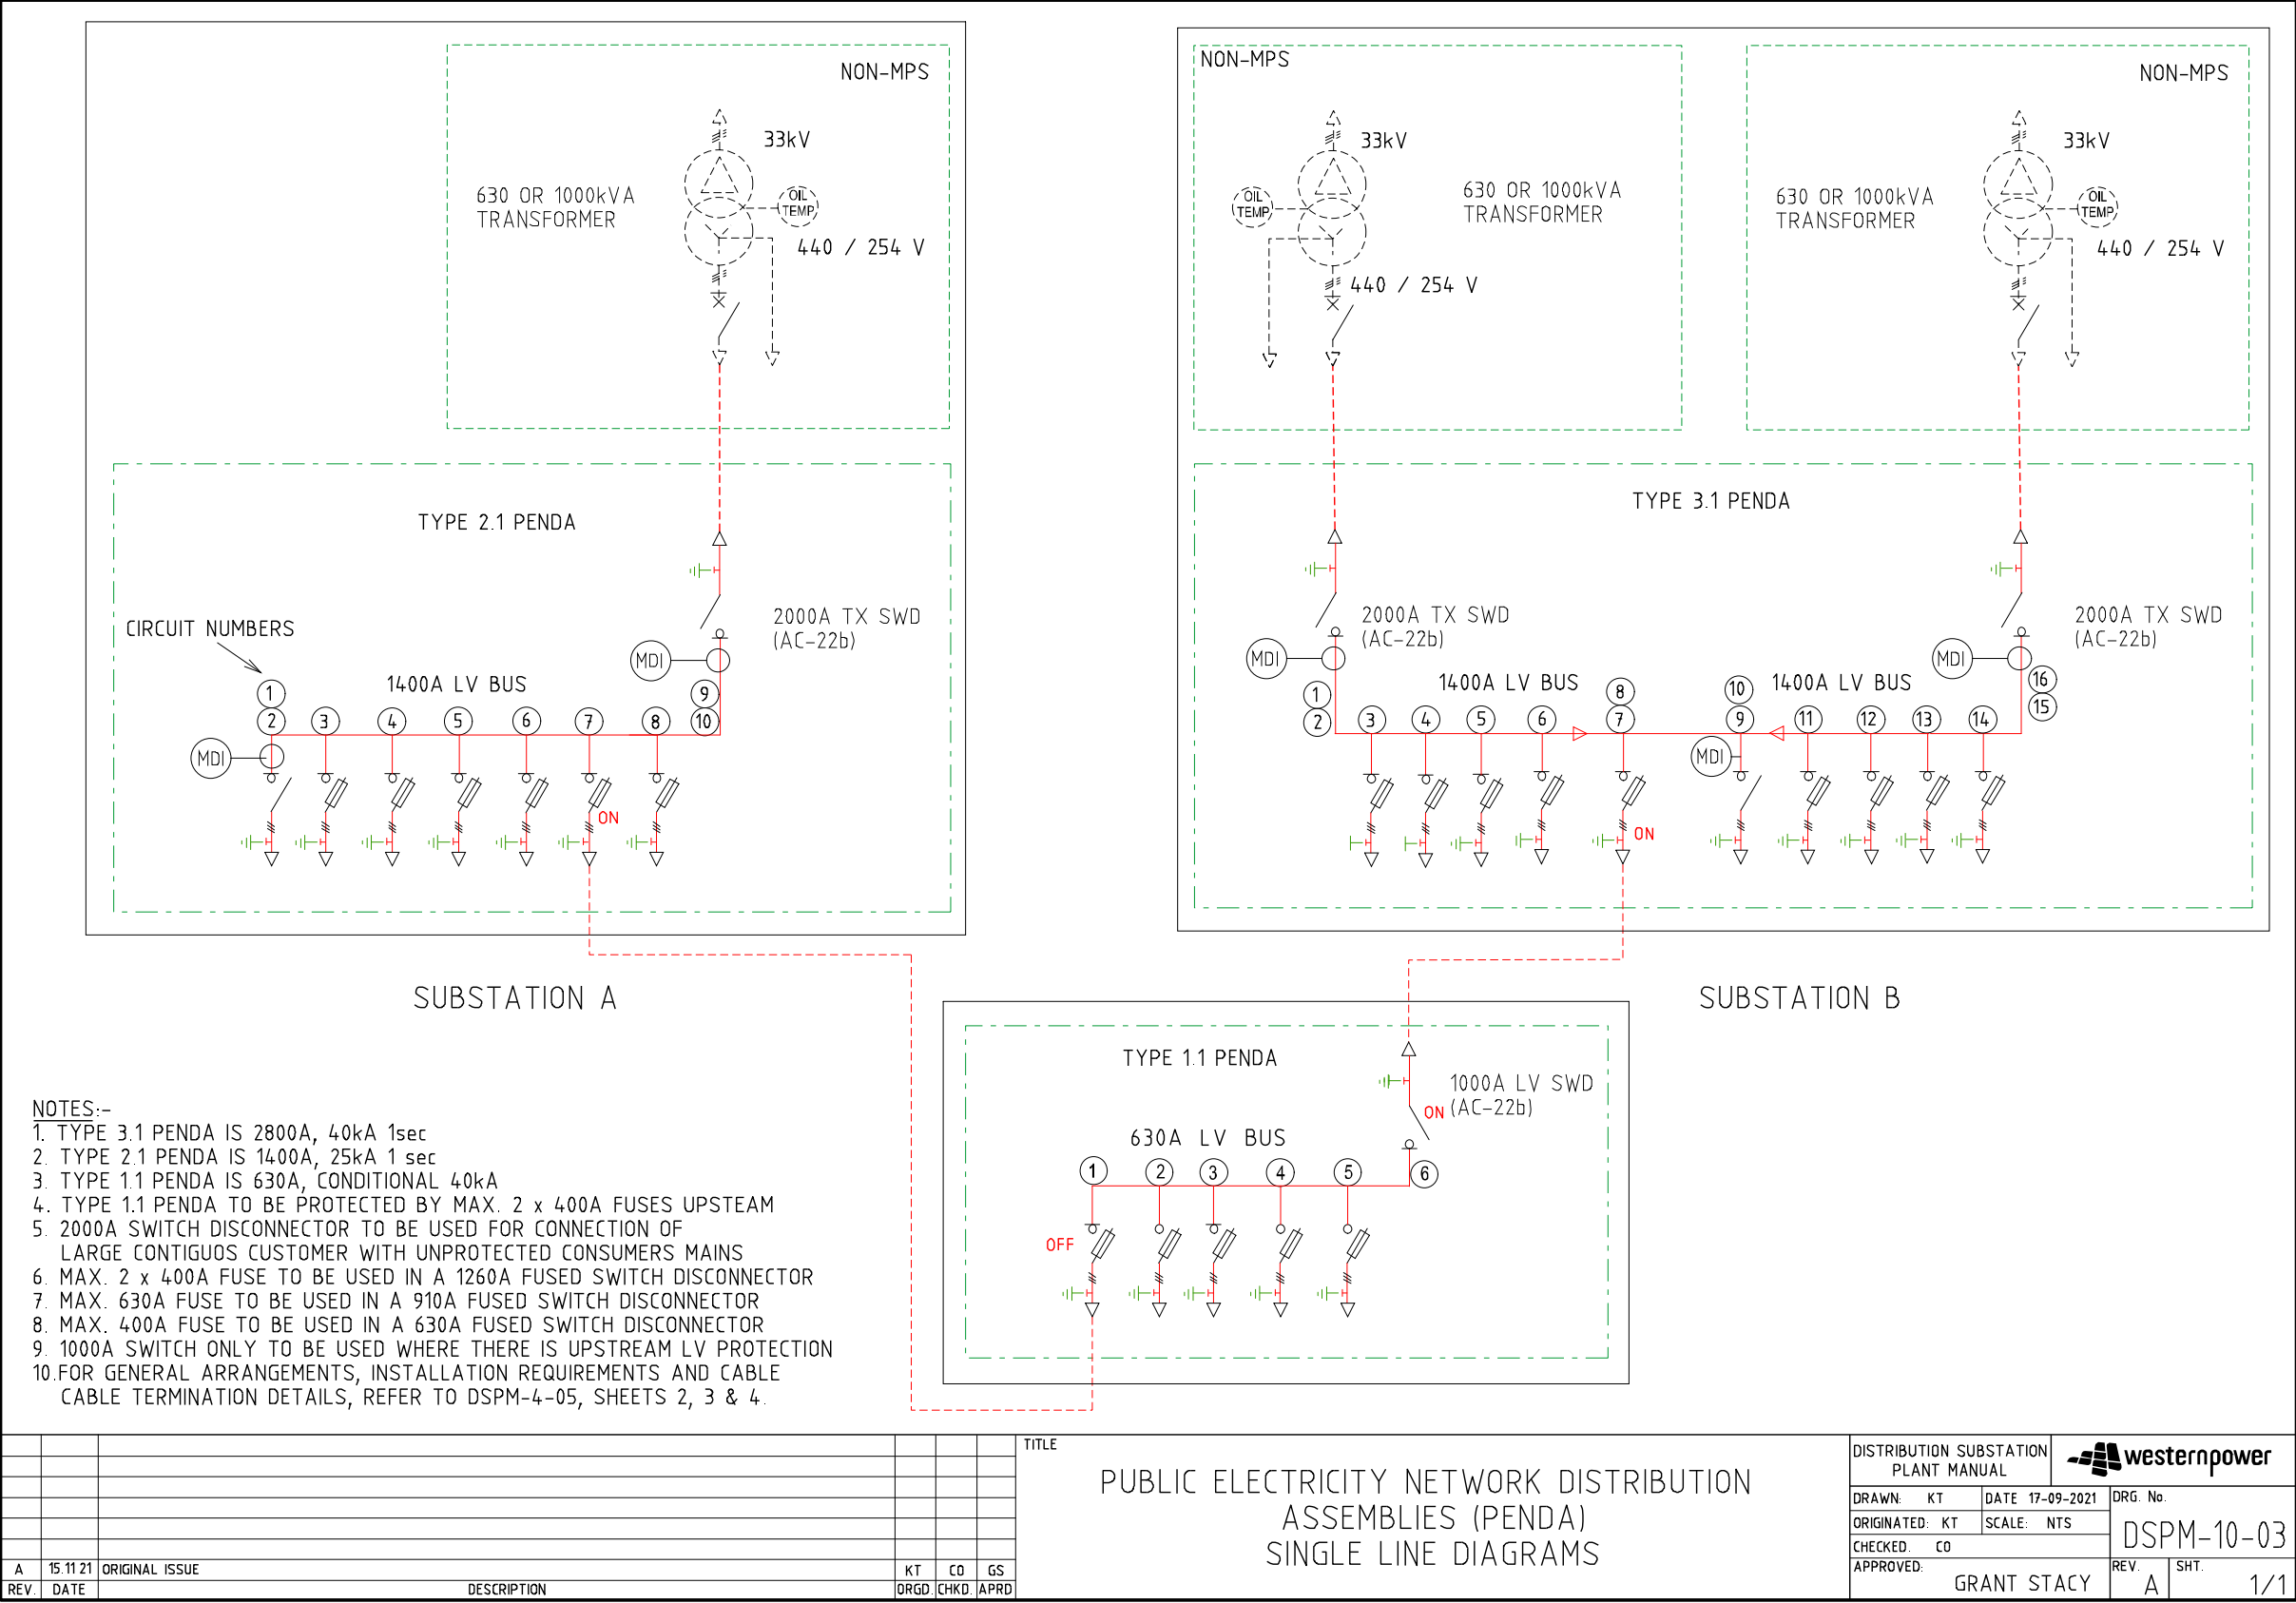 NON-MPS
33kV
630 OR 1000kVA
TRANSFORMER
OIL
TEMP
440 / 254 V
TYPE 2.1 PENDA
2000A TX SWD
(AC-22b)
CIRCUIT NUMBERS
MDI
1400A LV BUS
1
2
3
4
5
6
7
8
9
10
MDI
ON
SUBSTATION A
NON-MPS
33kV
OIL
TEMP
630 OR 1000kVA
TRANSFORMER
440 / 254 V
NON-MPS
33kV
630 OR 1000kVA
TRANSFORMER
OIL
TEMP
440 / 254 V
TYPE 3.1 PENDA
2000A TX SWD
(AC-22b)
MDI
2000A TX SWD
(AC-22b)
MDI
1400A LV BUS
1400A LV BUS
1
2
3
4
5
6
8
7
10
9
11
12
13
14
16
15
MDI
ON
SUBSTATION B
TYPE 1.1 PENDA
1000A LV SWD
(AC-22b)
ON
630A LV BUS
1
2
3
4
5
6
OFF
NOTES:-
1. TYPE 3.1 PENDA IS 2800A, 40kA 1sec
2. TYPE 2.1 PENDA IS 1400A, 25kA 1 sec
3. TYPE 1.1 PENDA IS 630A, CONDITIONAL 40kA
4. TYPE 1.1 PENDA TO BE PROTECTED BY MAX. 2 x 400A FUSES UPSTEAM
5. 2000A SWITCH DISCONNECTOR TO BE USED FOR CONNECTION OF
LARGE CONTIGUOS CUSTOMER WITH UNPROTECTED CONSUMERS MAINS
6. MAX. 2 x 400A FUSE TO BE USED IN A 1260A FUSED SWITCH DISCONNECTOR
7. MAX. 630A FUSE TO BE USED IN A 910A FUSED SWITCH DISCONNECTOR
8. MAX. 400A FUSE TO BE USED IN A 630A FUSED SWITCH DISCONNECTOR
9. 1000A SWITCH ONLY TO BE USED WHERE THERE IS UPSTREAM LV PROTECTION
10.FOR GENERAL ARRANGEMENTS, INSTALLATION REQUIREMENTS AND CABLE
CABLE TERMINATION DETAILS, REFER TO DSPM-4-05, SHEETS 2, 3 & 4.
A 15.11.21 ORIGINAL ISSUE KT CO GS
REV. DATE DESCRIPTION ORGD. CHKD. APRD
TITLE
PUBLIC ELECTRICITY NETWORK DISTRIBUTION
ASSEMBLIES (PENDA)
SINGLE LINE DIAGRAMS
DISTRIBUTION SUBSTATION
PLANT MANUAL
westernpower
DRAWN: KT DATE 17-09-2021
ORIGINATED: KT SCALE: NTS
CHECKED. CO
APPROVED:
GRANT STACY
DRG. No.
DSPM-10-03
REV. A
SHT. 1/1